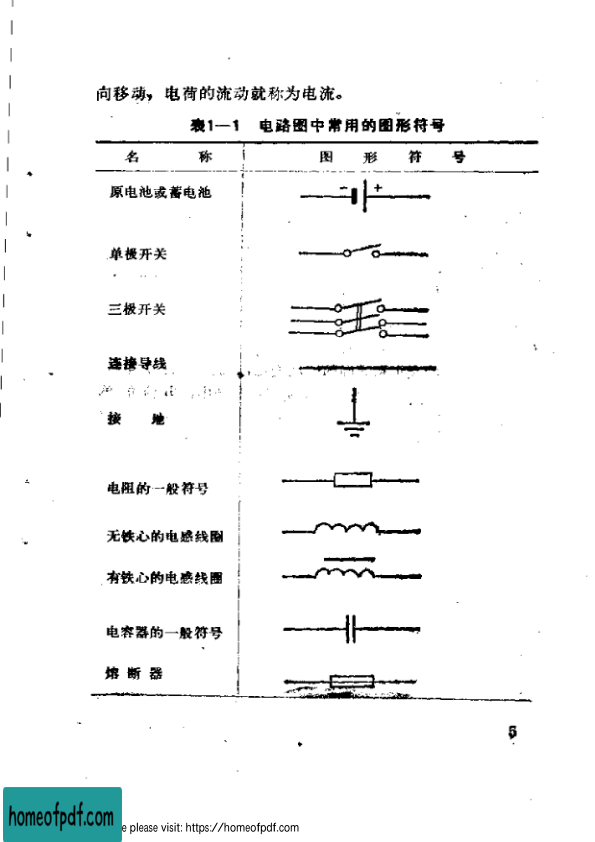 向移动，电荷的流动就称为电流。
表1—1 电路图中常用的图形符号
名 称 图 形 符 号
原电池或蓄电池
− +
单极开关
三极开关
连接导线
接 地
电阻的一般符号
无铁心的电感线圈
有铁心的电感线圈
电容器的一般符号
熔断器
5
homeofpdf.com
e please visit: https://homeofpdf.com